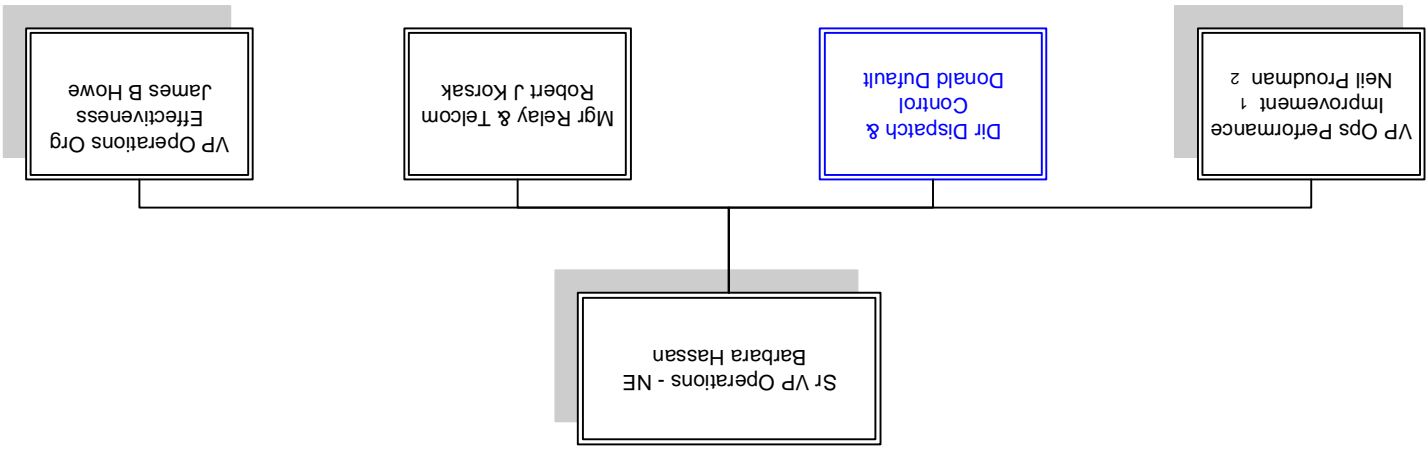 Sr VP Operations - NE
Barbara Hassan
VP Ops Performance
Improvement 1
Neil Proudman 2
Dir Dispatch &
Control
Donald Dufault
Mgr Relay & Telcom
Robert J Korsak
VP Operations Org
Effectiveness
James B Howe